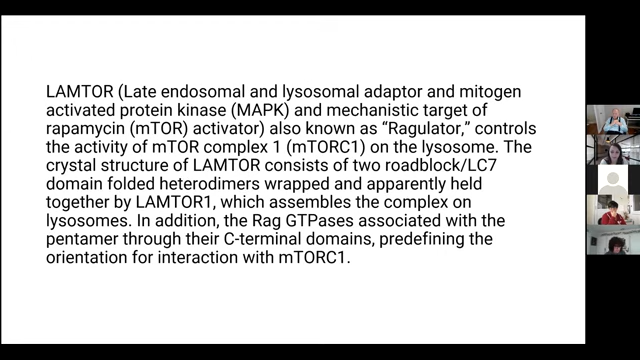 LAMTOR (Late endosomal and lysosomal adaptor and mitogen
activated protein kinase (MAPK) and mechanistic target of
rapamycin (mTOR) activator) also known as “Ragulator,” controls
the activity of mTOR complex 1 (mTORC1) on the lysosome. The
crystal structure of LAMTOR consists of two roadblock/LC7
domain folded heterodimers wrapped and apparently held
together by LAMTOR1, which assembles the complex on
lysosomes. In addition, the Rag GTPases associated with the
pentamer through their C-terminal domains, predefining the
orientation for interaction with mTORC1.